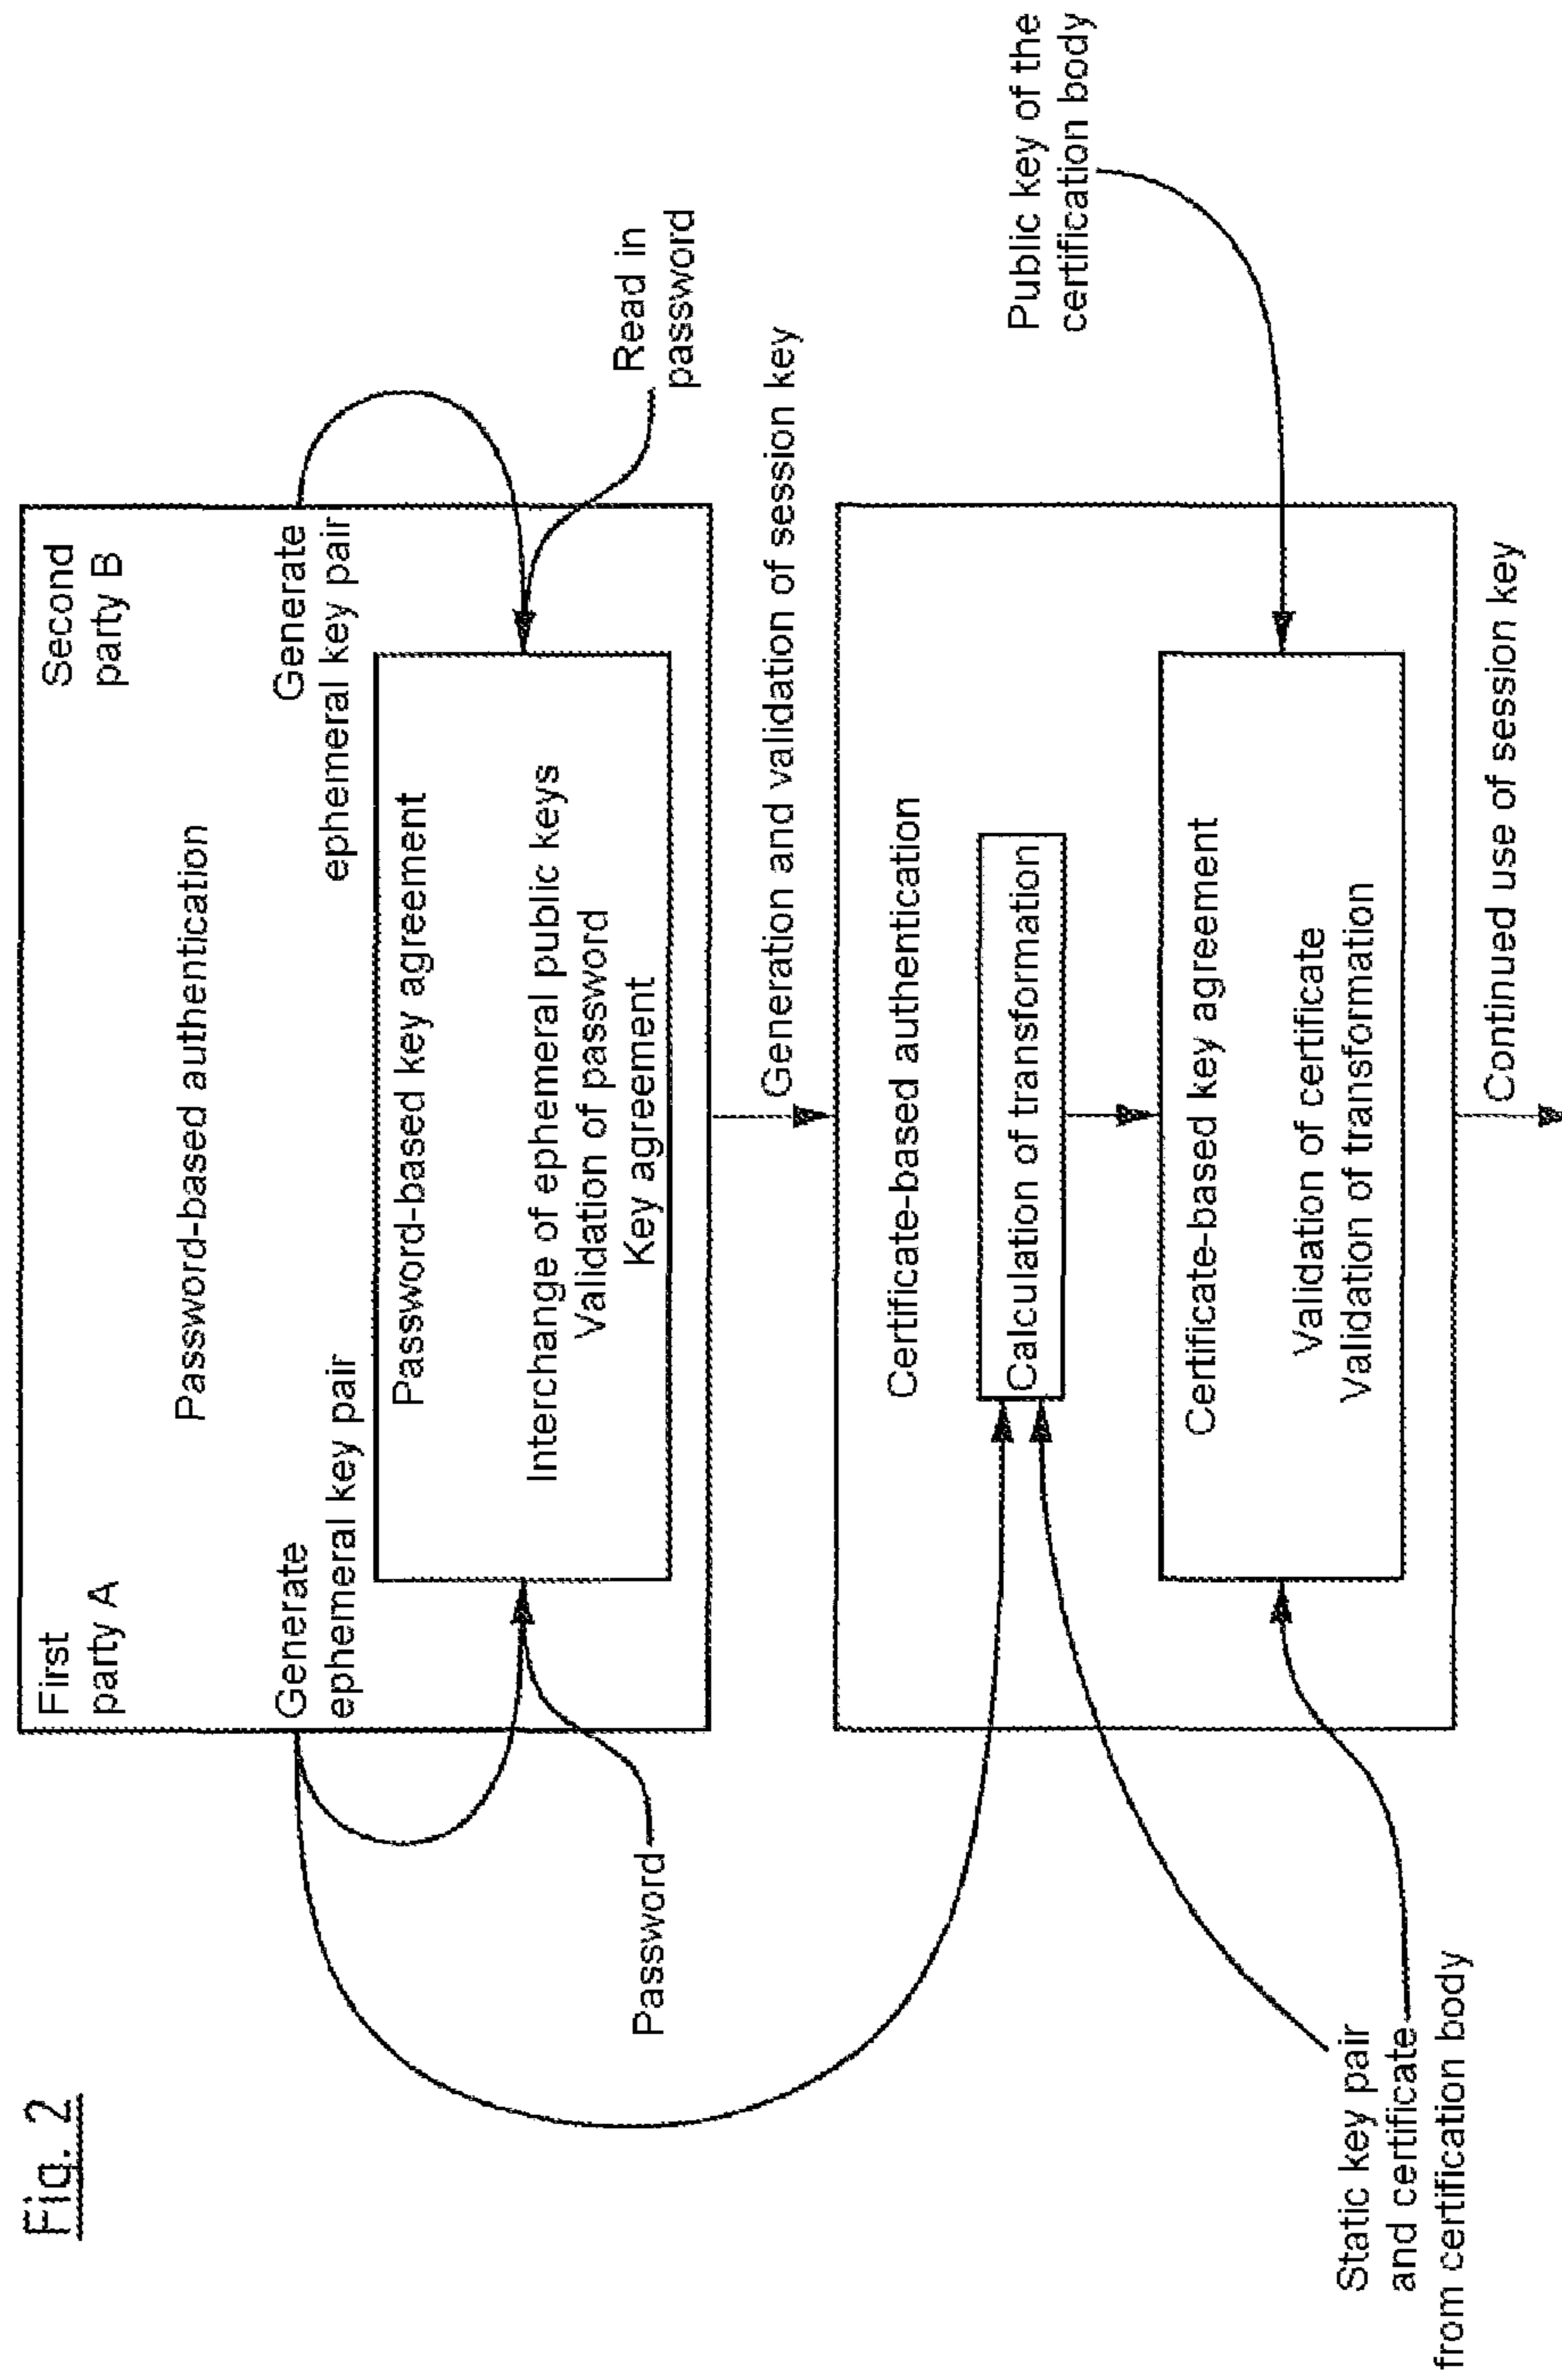 Fig. 2
First
party A
Second
party B
Password-based authentication
Generate
ephemeral key pair
Generate
ephemeral key pair
Password-based key agreement
Interchange of ephemeral public keys
Validation of password
Key agreement
Password
Read in
password
Generation and validation of session key
Certificate-based authentication
Calculation of transformation
Certificate-based key agreement
Validation of certificate
Validation of transformation
Public key of the
certification body
Static key pair
and certificate
from certification body
Continued use of session key